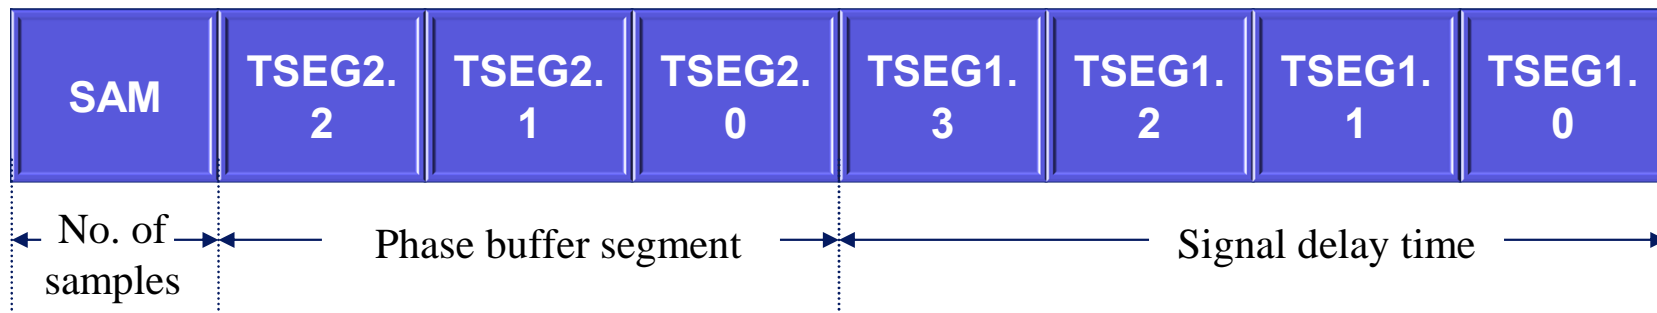 SAM
TSEG2.
2
TSEG2.
1
TSEG2.
0
TSEG1.
3
TSEG1.
2
TSEG1.
1
TSEG1.
0
No. of
samples
Phase buffer segment
Signal delay time